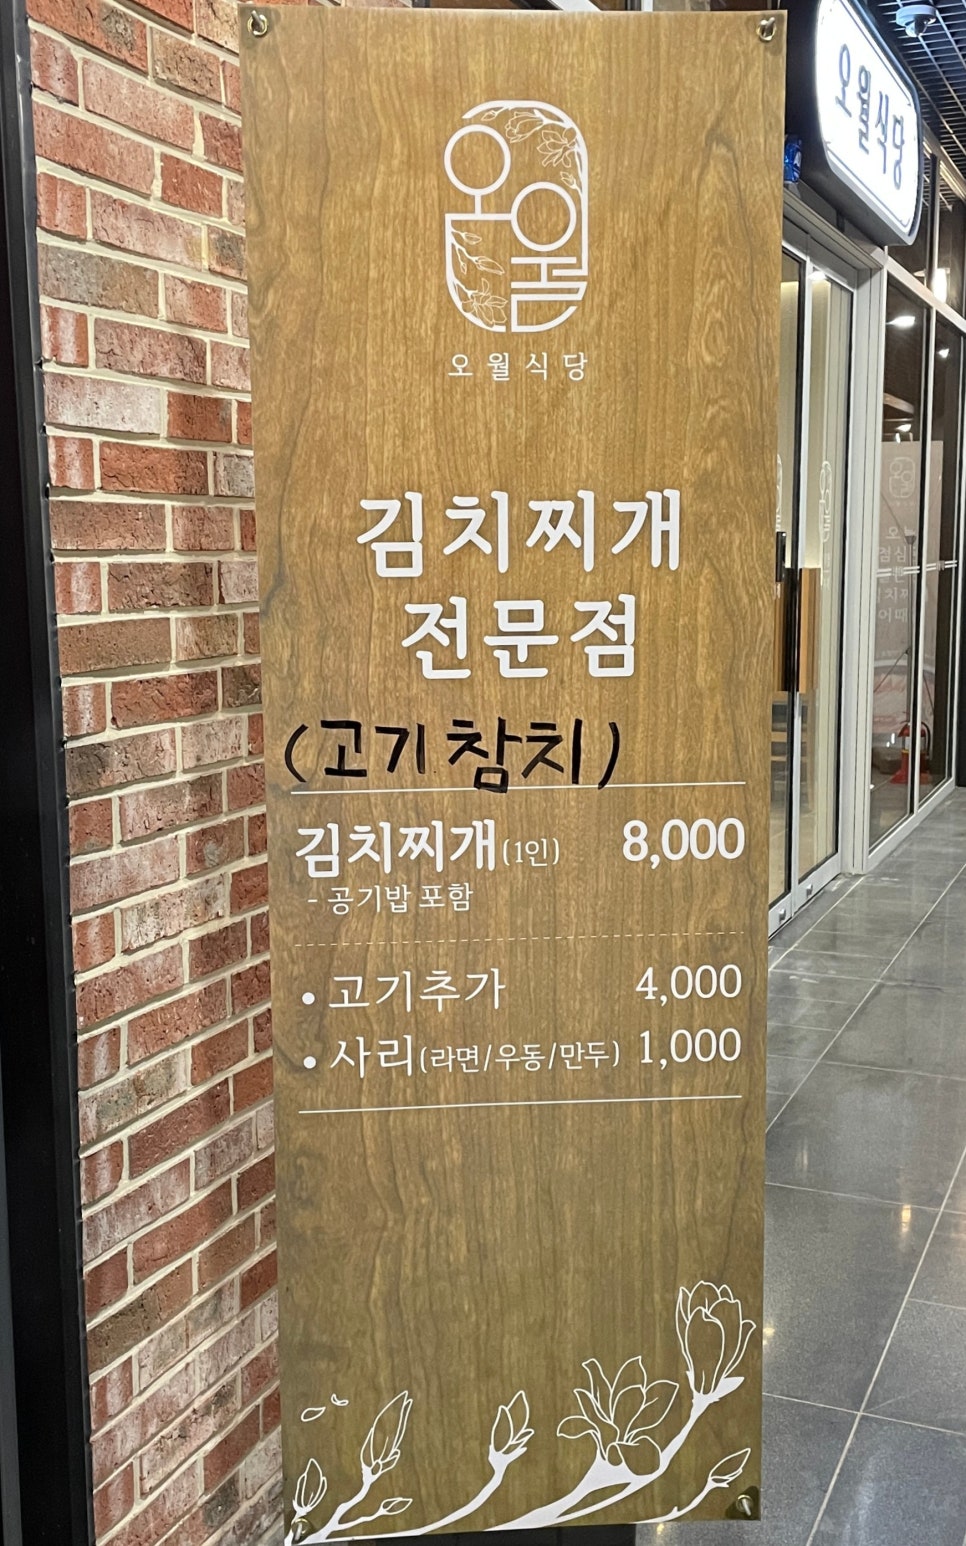 오월
오월식당
오월식당
김치찌개
전문점
(고기 참치)
김치찌개(1인) 8,000
- 공기밥 포함
• 고기추가 4,000
• 사리(라면/우동/만두) 1,000